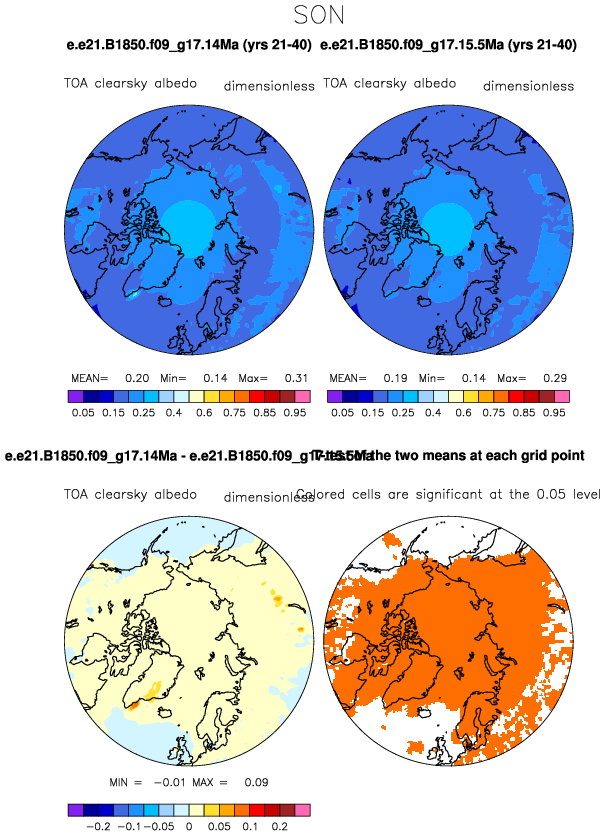 SON
e.e21.B1850.f09_g17.14Ma (yrs 21-40) e.e21.B1850.f09_g17.15.5Ma (yrs 21-40)
TOA clearsky albedo dimensionless TOA clearsky albedo dimensionless
MEAN= 0.20 Min= 0.14 Max= 0.31 MEAN= 0.19 Min= 0.14 Max= 0.29
0.05 0.15 0.25 0.4 0.6 0.75 0.85 0.95 0.05 0.15 0.25 0.4 0.6 0.75 0.85 0.95
e.e21.B1850.f09_g17.14Ma - e.e21.B1850.f09_g17.15.5Ma T-test of the two means at each grid point
TOA clearsky albedo dimensionless Colored cells are significant at the 0.05 level
MIN = -0.01 MAX = 0.09
-0.2 -0.1 -0.05 0 0.05 0.1 0.2